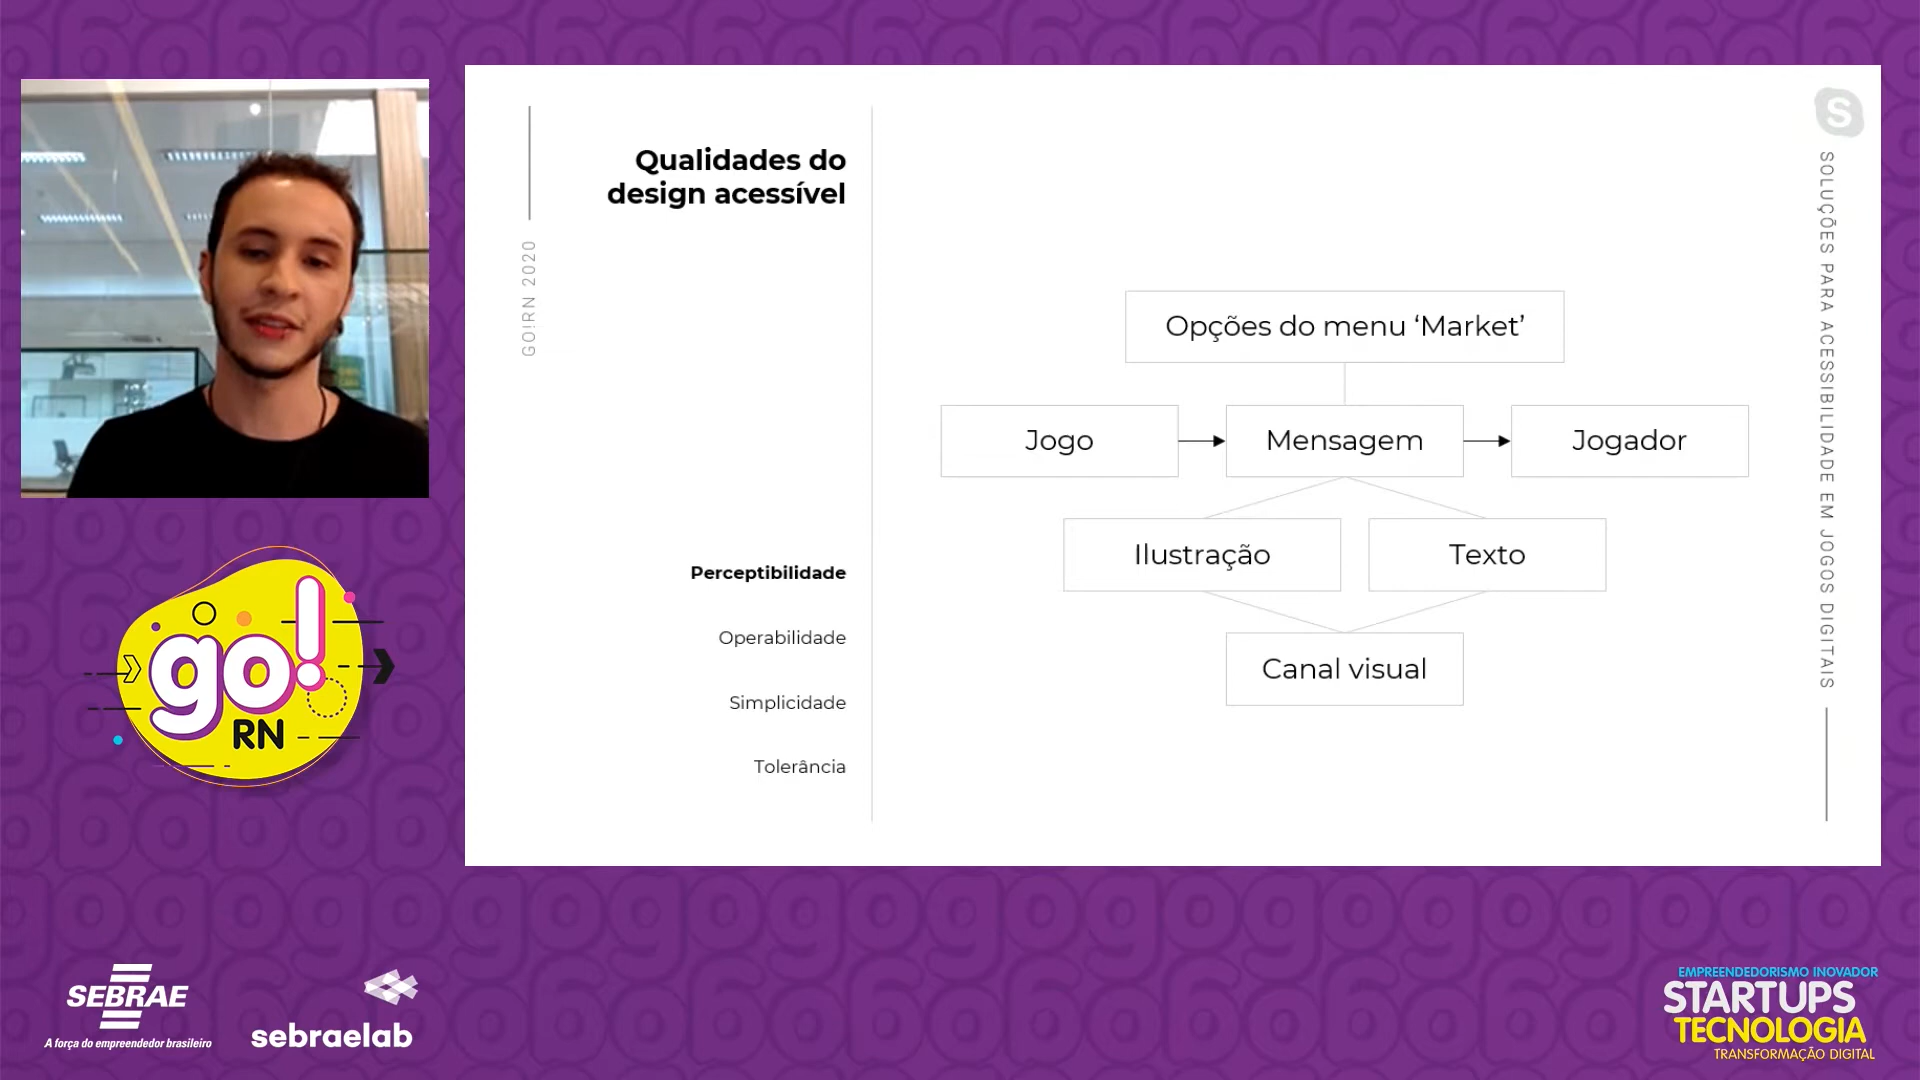 GO!RN 2020
Qualidades do
design acessível
Perceptibilidade
Operabilidade
Simplicidade
Tolerância
Opções do menu ‘Market’
Jogo
Mensagem
Jogador
Ilustração
Texto
Canal visual
S
SOLUÇÕES PARA ACESSIBILIDADE EM JOGOS DIGITAIS
go!
RN
SEBRAE
A força do empreendedor brasileiro
sebraelab
EMPREENDEDORISMO INOVADOR
STARTUPS
TECNOLOGIA
TRANSFORMAÇÃO DIGITAL